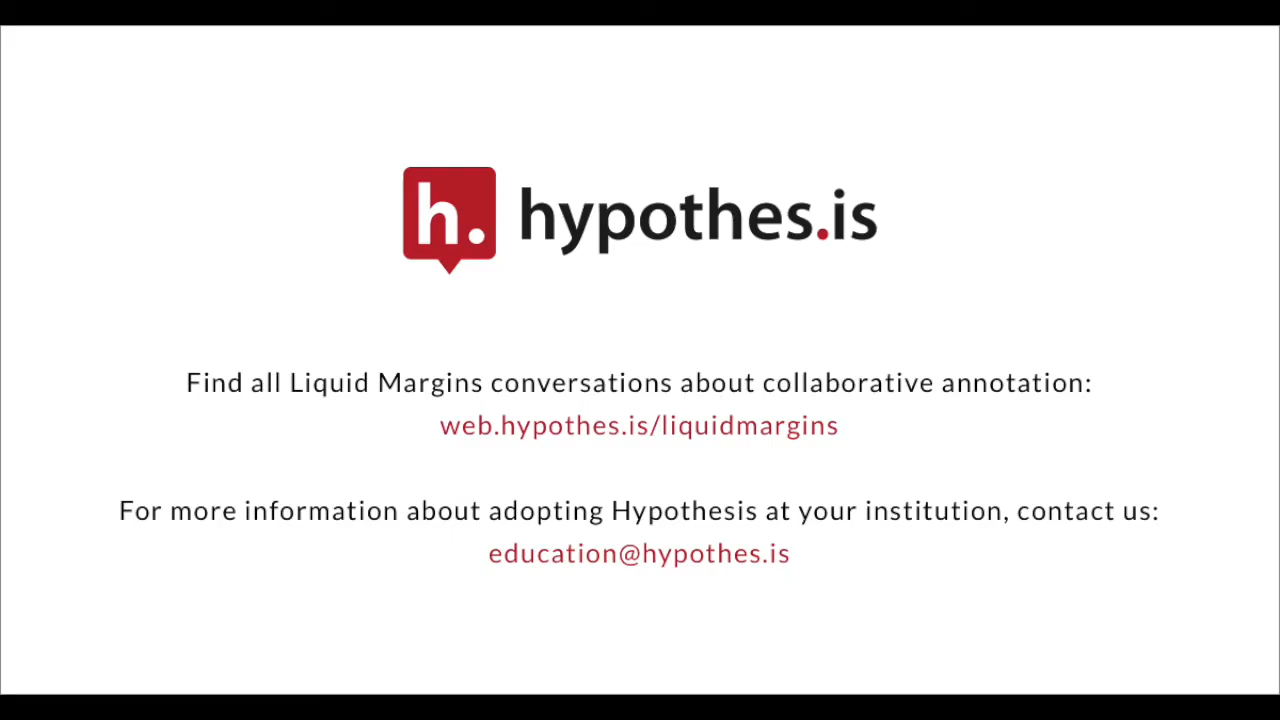 h. hypothes.is
Find all Liquid Margins conversations about collaborative annotation:
web.hypothes.is/liquidmargins
For more information about adopting Hypothesis at your institution, contact us:
education@hypothes.is